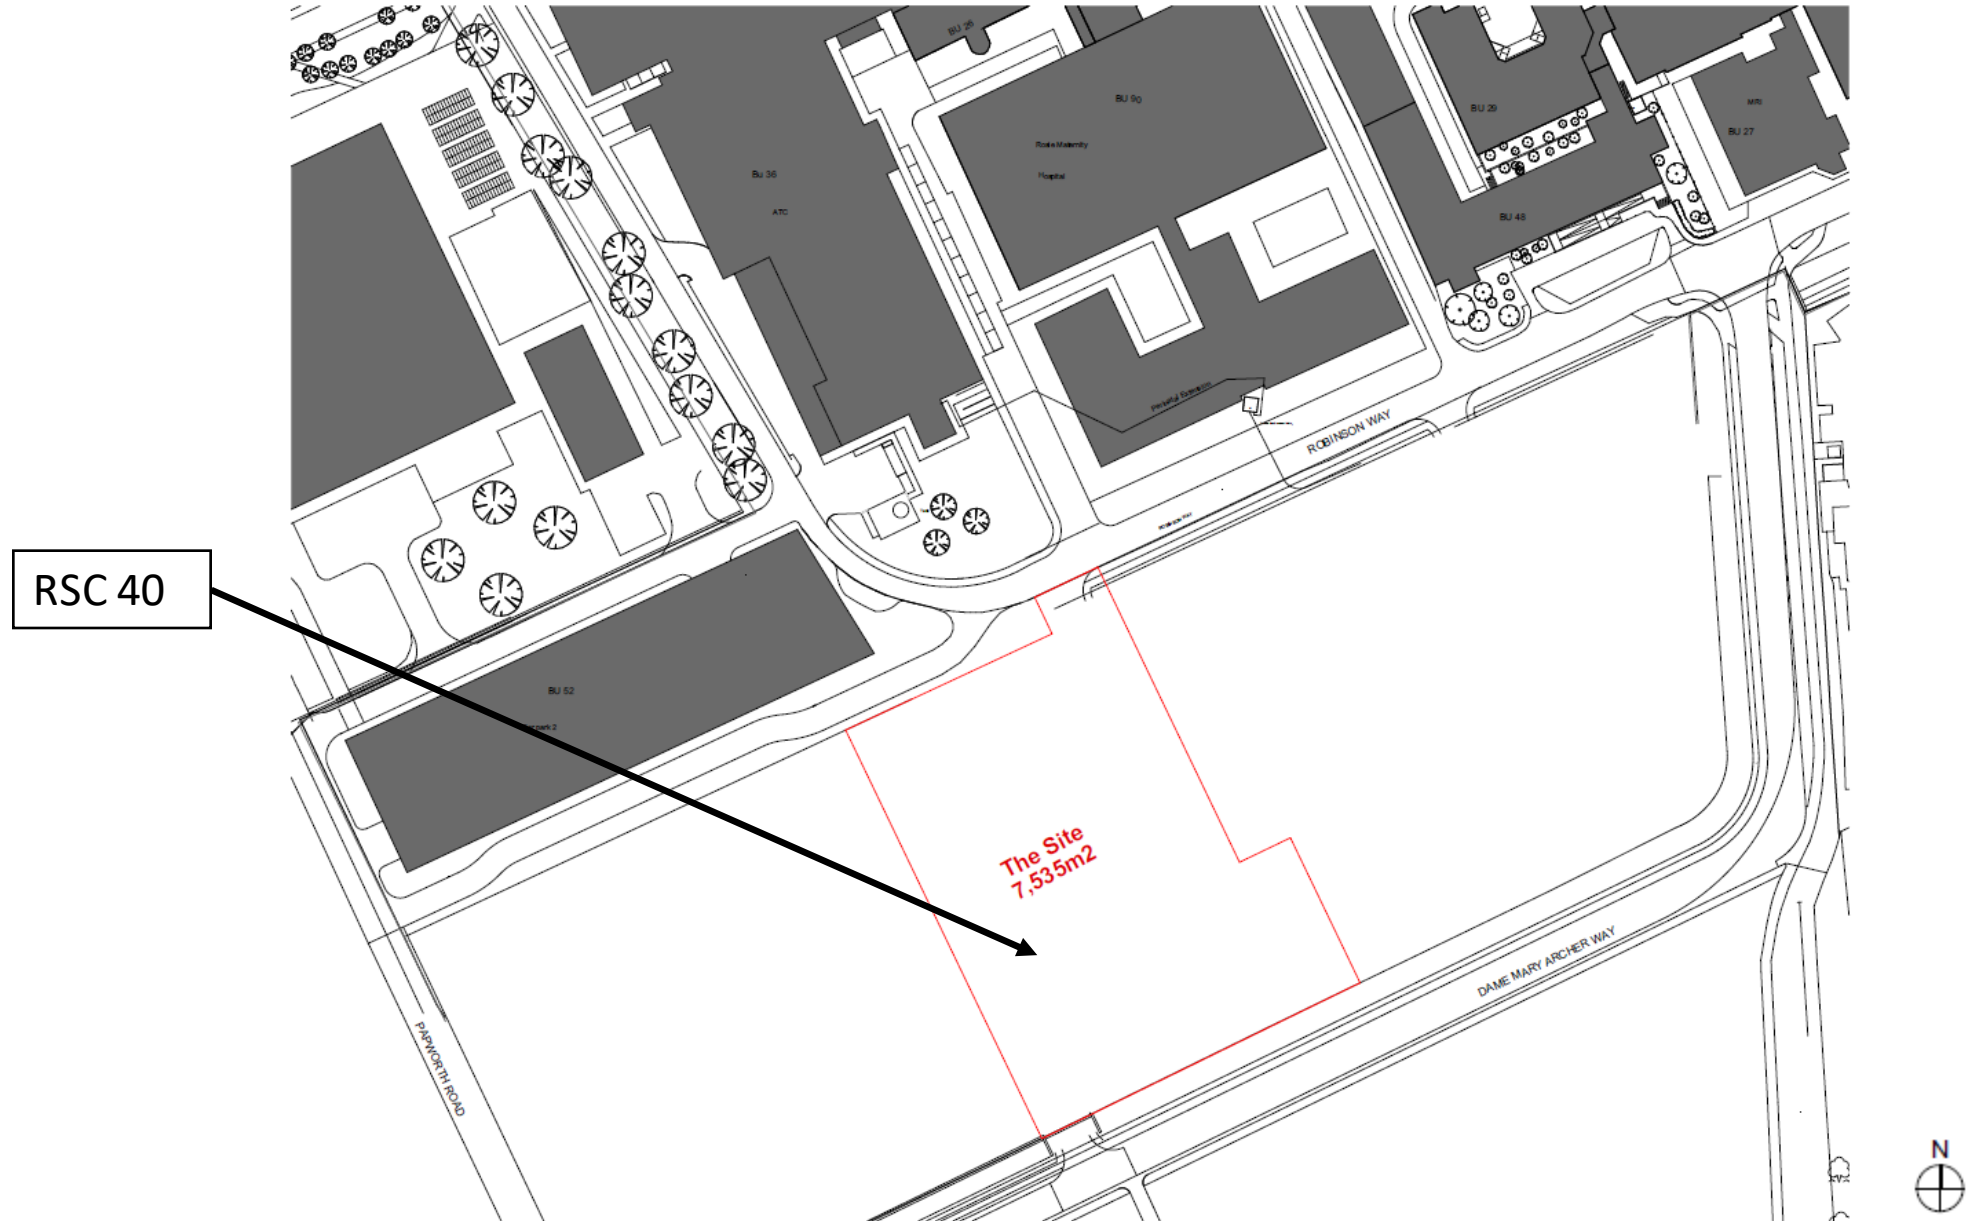 BU 26
BU 90
Rosie Maternity
Hospital
BU 29
MRI
BU 27
Bu 36
ATC
BU 48
ROBINSON WAY
RSC 40
BU 52
The Site
7,535m2
DAME MARY ARCHER WAY
PAPWORTH ROAD
N